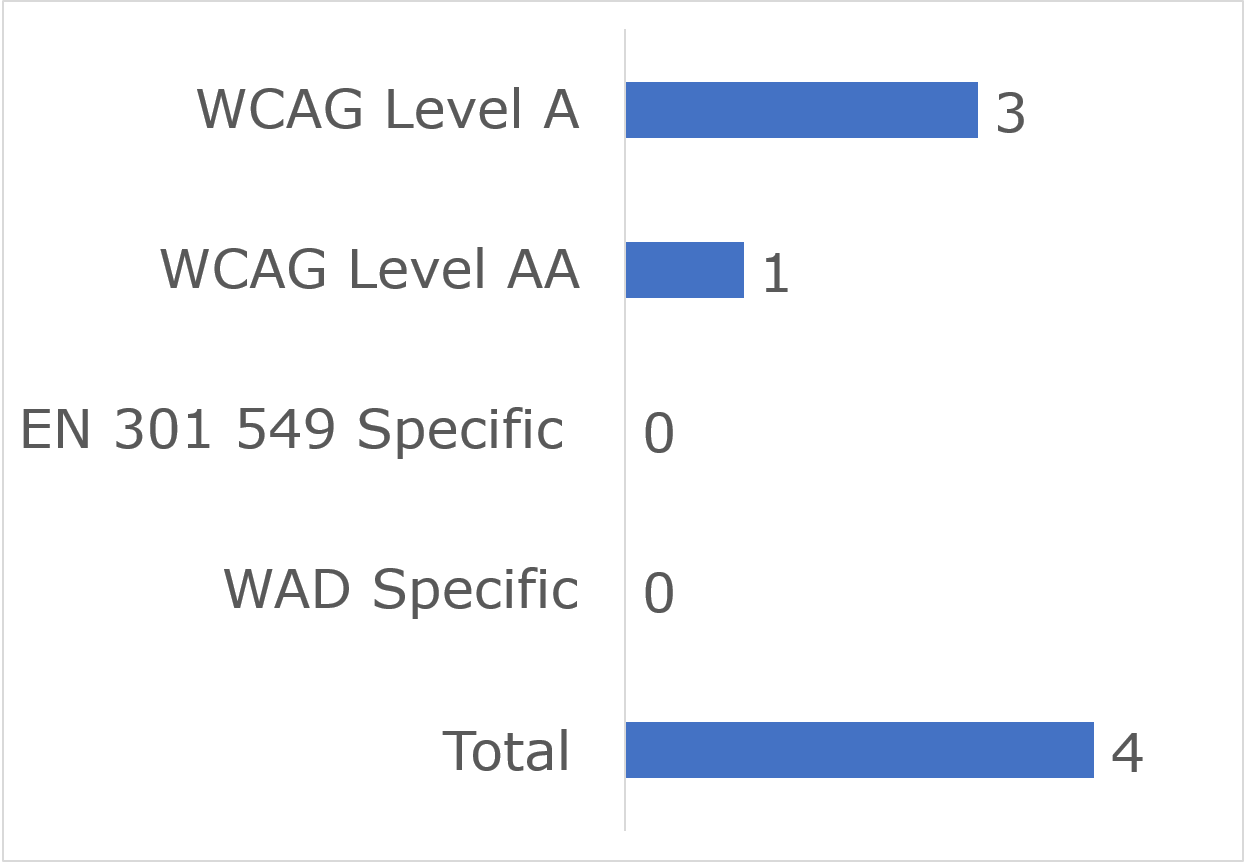 WCAG Level A 3
WCAG Level AA 1
EN 301 549 Specific 0
WAD Specific 0
Total 4